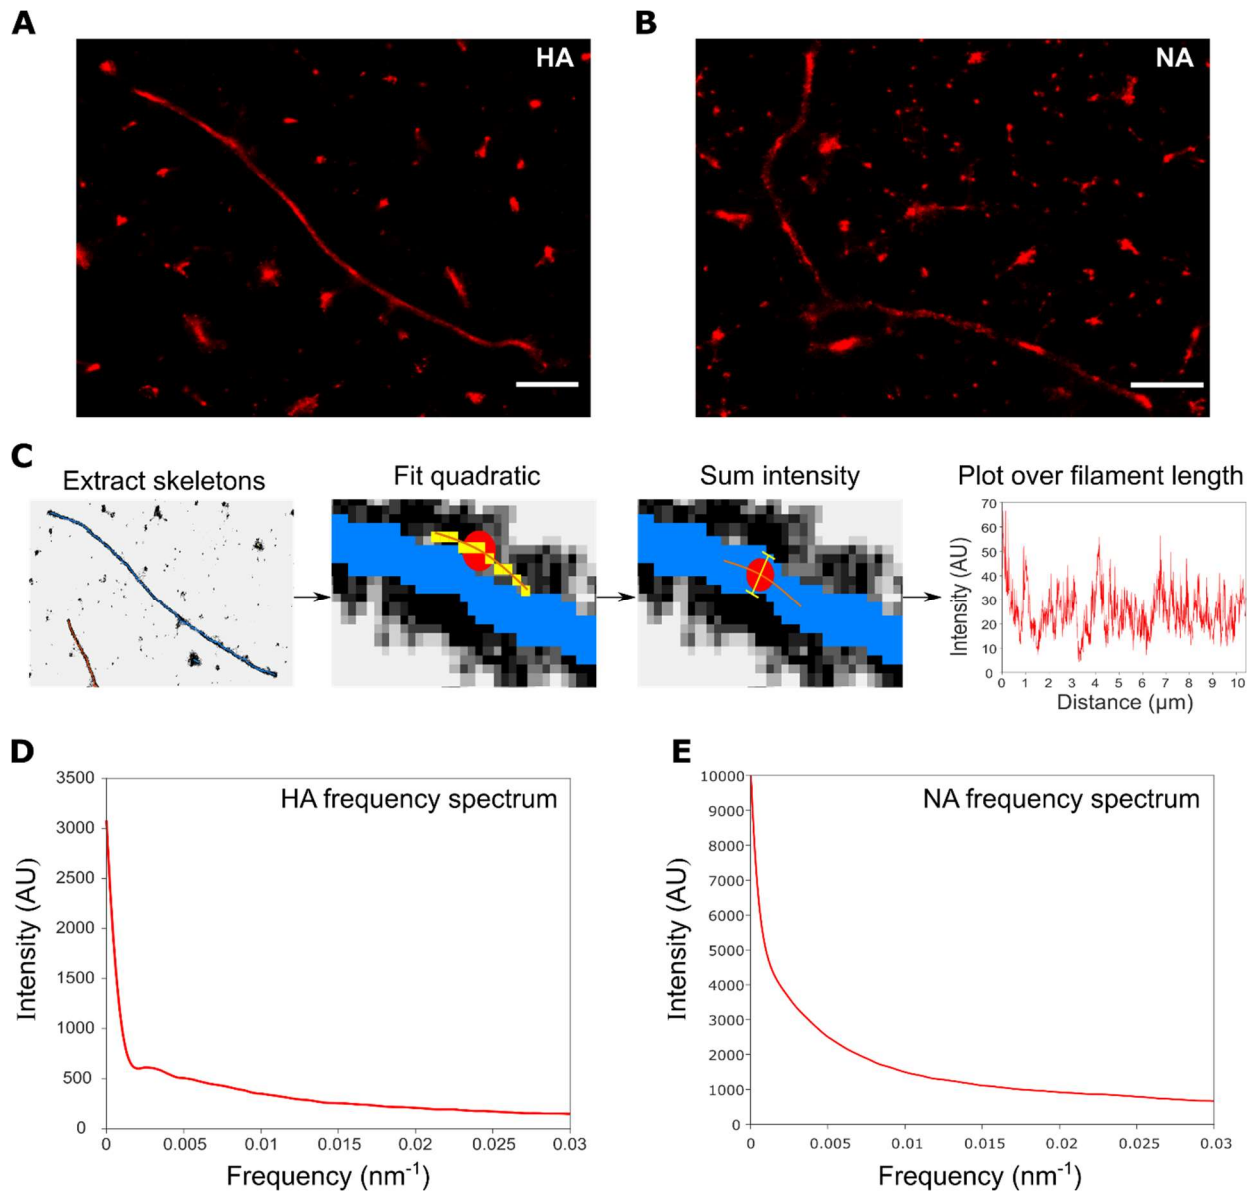 A
HA
B
NA
C
Extract skeletons
Fit quadratic
Sum intensity
Plot over filament length
70
60
50
40
30
20
10
0
Intensity (AU)
0 1 2 3 4 5 6 7 8 9 10
Distance (µm)
D
HA frequency spectrum
3500
3000
2500
2000
1500
1000
500
0
Intensity (AU)
0 0.005 0.01 0.015 0.02 0.025 0.03
Frequency (nm⁻¹)
E
NA frequency spectrum
10000
9000
8000
7000
6000
5000
4000
3000
2000
1000
0
Intensity (AU)
0 0.005 0.01 0.015 0.02 0.025 0.03
Frequency (nm⁻¹)